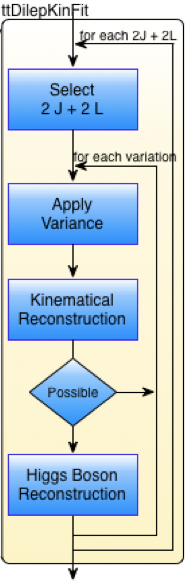 ttDilepKinFit
for each 2J + 2L
Select
2 J + 2 L
for each variation
Apply
Variance
Kinematical
Reconstruction
Possible
Higgs Boson
Reconstruction